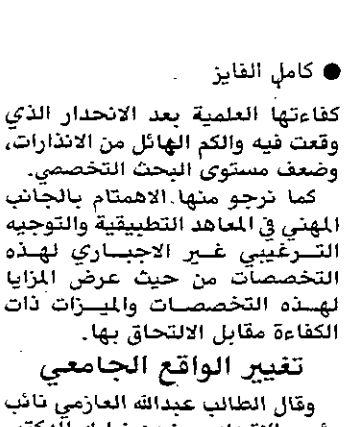 ● كامل الفايز
كفاءتها العلمية بعد الانحدار الذي
وقعت فيه والكم الهائل من الانذارات،
وضعف مستوى البحث التخصصي.
كما نرجو منها الاهتمام بالجانب
المهني في المعاهد التطبيقية والتوجيه
الترغيبي غير الاجباري لهذه
التخصصات من حيث عرض المزايا
لهذه التخصصات والميزات ذات
الكفاءة مقابل الالتحاق بها.
تغيير الواقع الجامعي
وقال الطالب عبدالله العازمي نائب